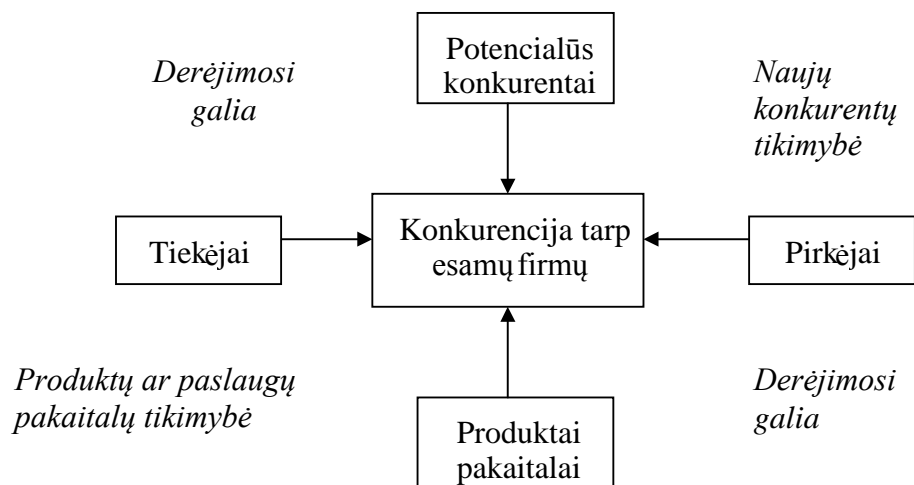 Potencialūs
konkurentai
Derėjimosi
galia
Naujų
konkurentų
tikimybė
Tiekėjai
Konkurencija tarp
esamų firmų
Pirkėjai
Produktų ar paslaugų
pakaitalų tikimybė
Derėjimosi
galia
Produktai
pakaitalai